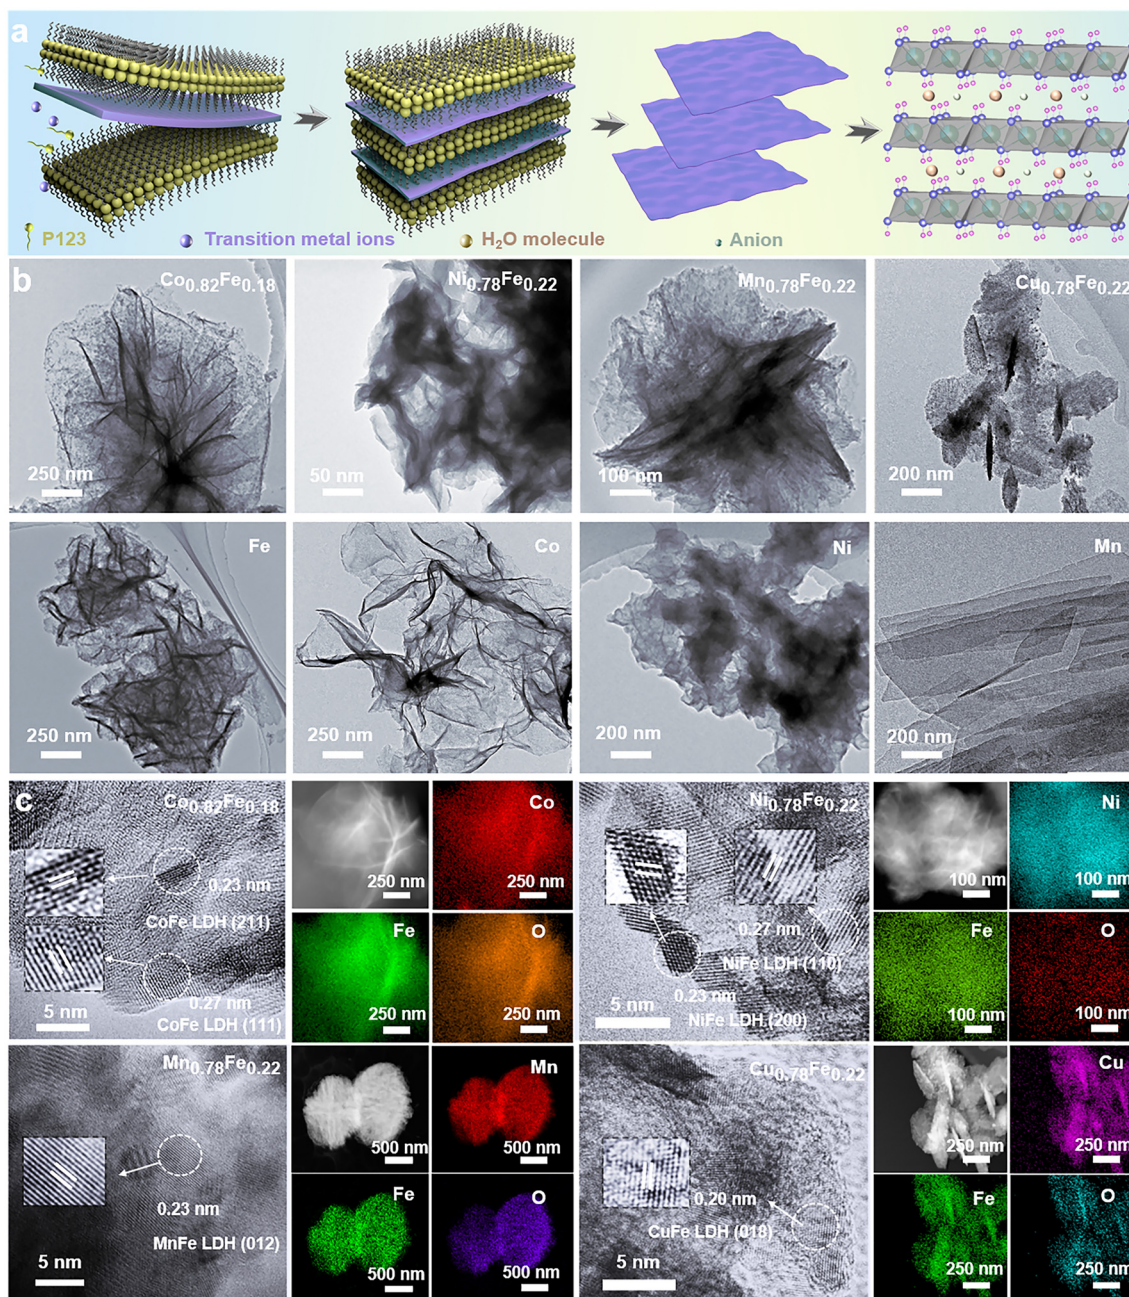 a
P123
Transition metal ions
H₂O molecule
Anion
b
Co₀.₈₂Fe₀.₁₈
250 nm
Ni₀.₇₈Fe₀.₂₂
50 nm
Mn₀.₇₈Fe₀.₂₂
100 nm
Cu₀.₇₈Fe₀.₂₂
200 nm
Fe
250 nm
Co
250 nm
Ni
200 nm
Mn
200 nm
c
Co₀.₈₂Fe₀.₁₈
0.23 nm
CoFe LDH (211)
0.27 nm
5 nm
CoFe LDH (111)
250 nm
Co
250 nm
Fe
250 nm
O
250 nm
Ni₀.₇₈Fe₀.₂₂
0.27 nm
NiFe LDH (110)
0.23 nm
5 nm
NiFe LDH (200)
100 nm
Ni
100 nm
Fe
100 nm
O
100 nm
Mn₀.₇₈Fe₀.₂₂
0.23 nm
MnFe LDH (012)
5 nm
500 nm
Mn
500 nm
Fe
500 nm
O
500 nm
Cu₀.₇₈Fe₀.₂₂
0.20 nm
CuFe LDH (018)
5 nm
250 nm
Cu
250 nm
Fe
250 nm
O
250 nm